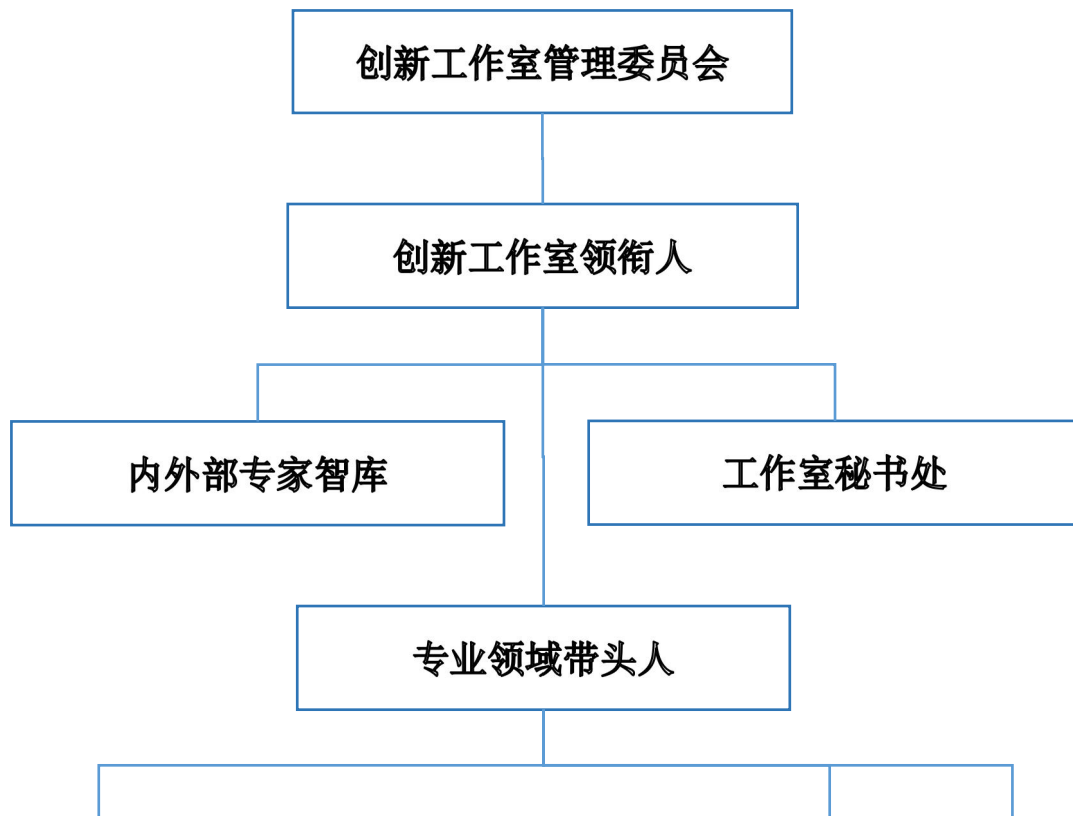 创新工作室管理委员会
创新工作室领衔人
内外部专家智库
工作室秘书处
专业领域带头人